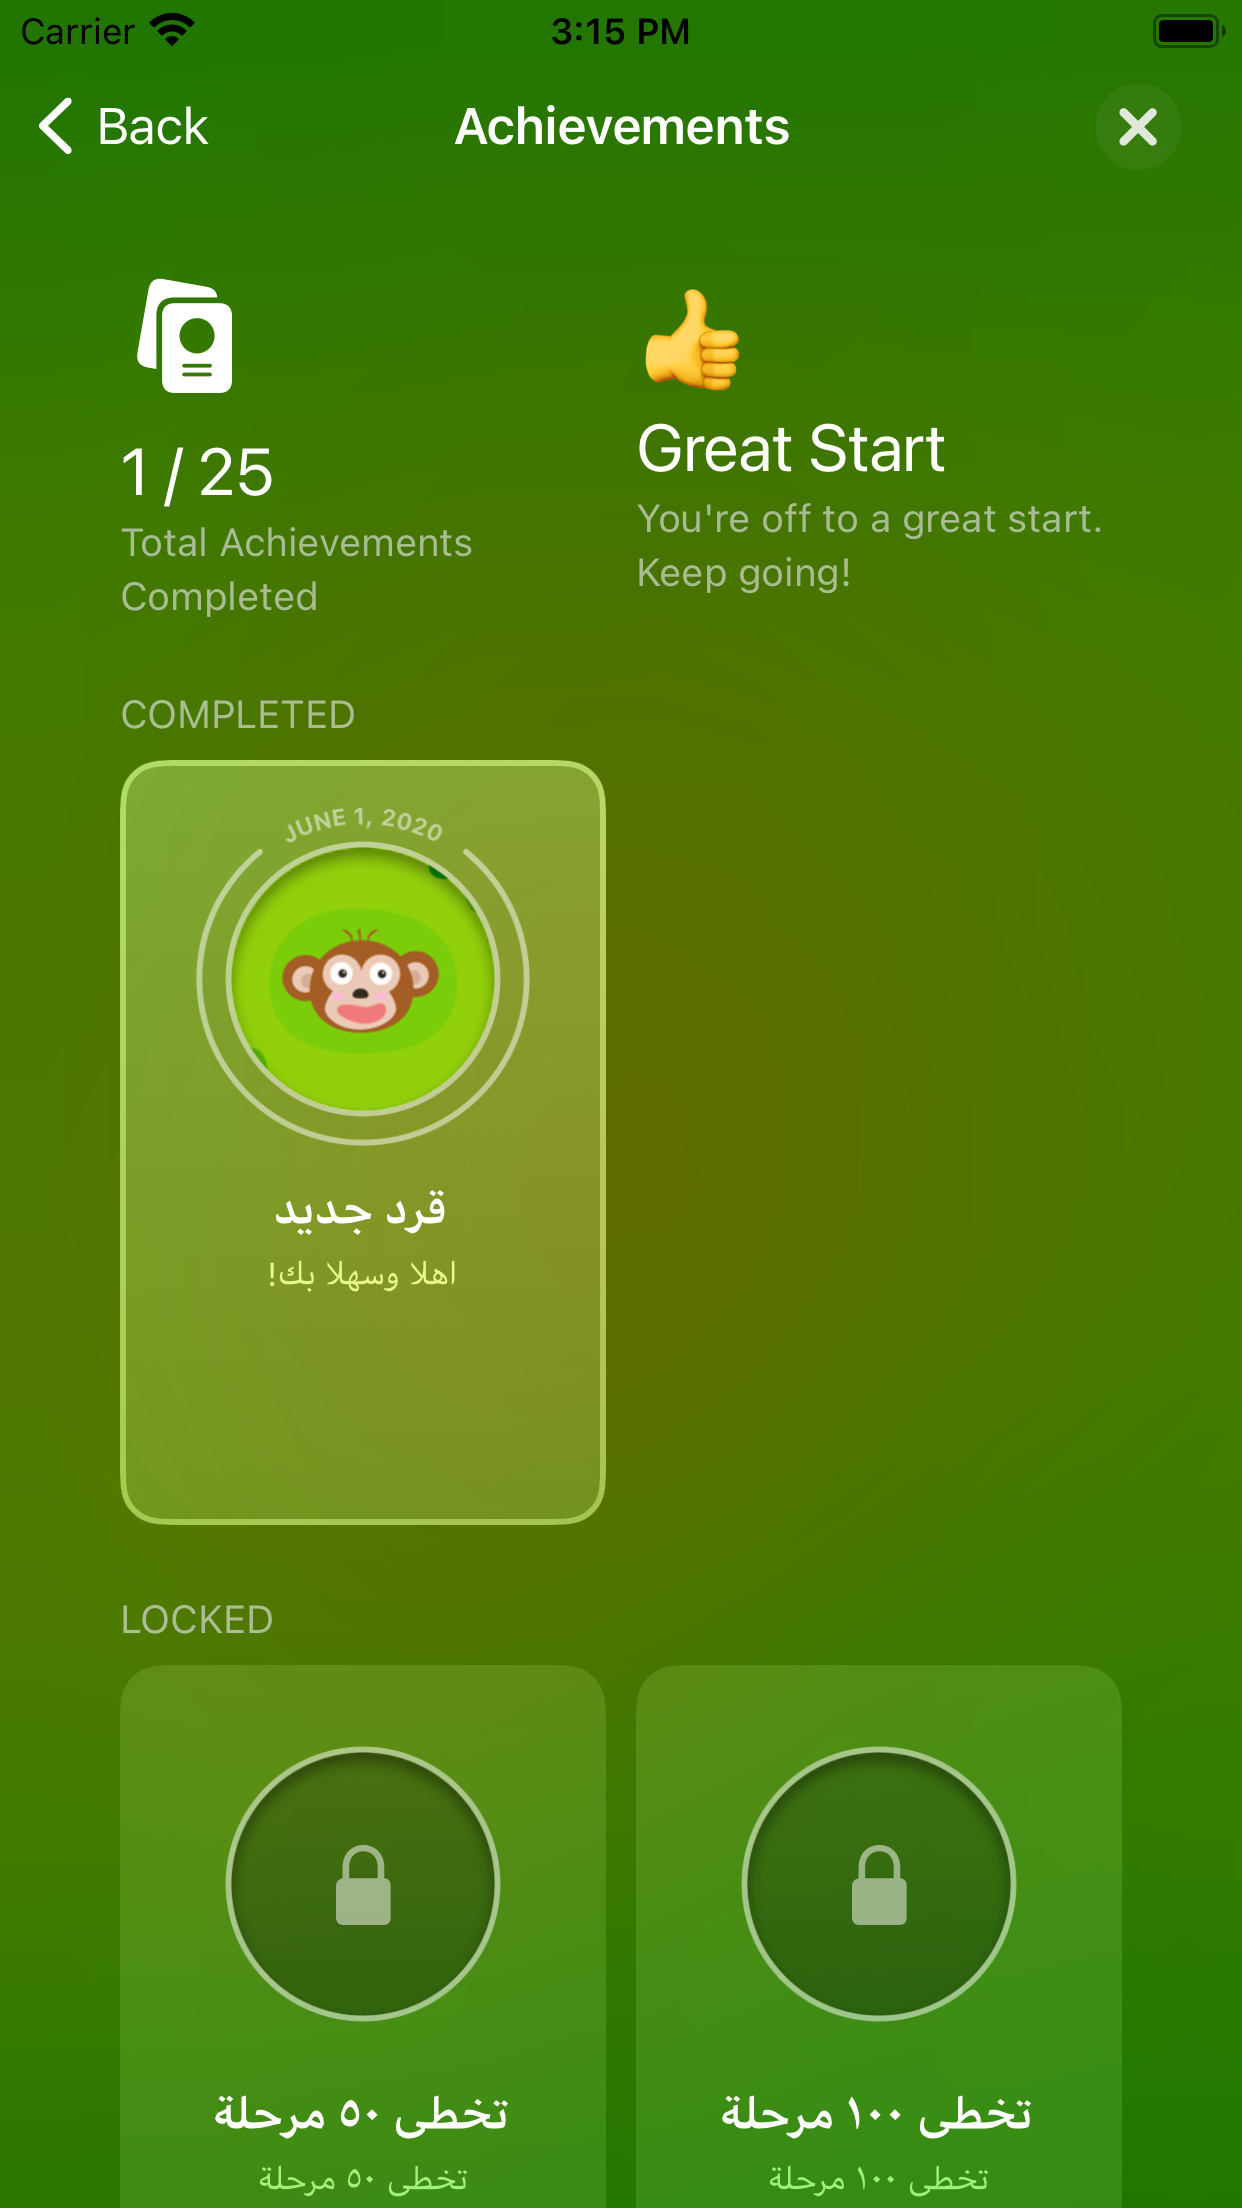 Carrier
3:15 PM
Back
Achievements
1 / 25
Total Achievements
Completed
Great Start
You're off to a great start.
Keep going!
COMPLETED
JUNE 1, 2020
قرد جديد
اهلا وسهلا بك!
LOCKED
تخطى ٥٠ مرحلة
تخطى ٥٠ مرحلة
تخطى ١٠٠ مرحلة
تخطى ١٠٠ مرحلة